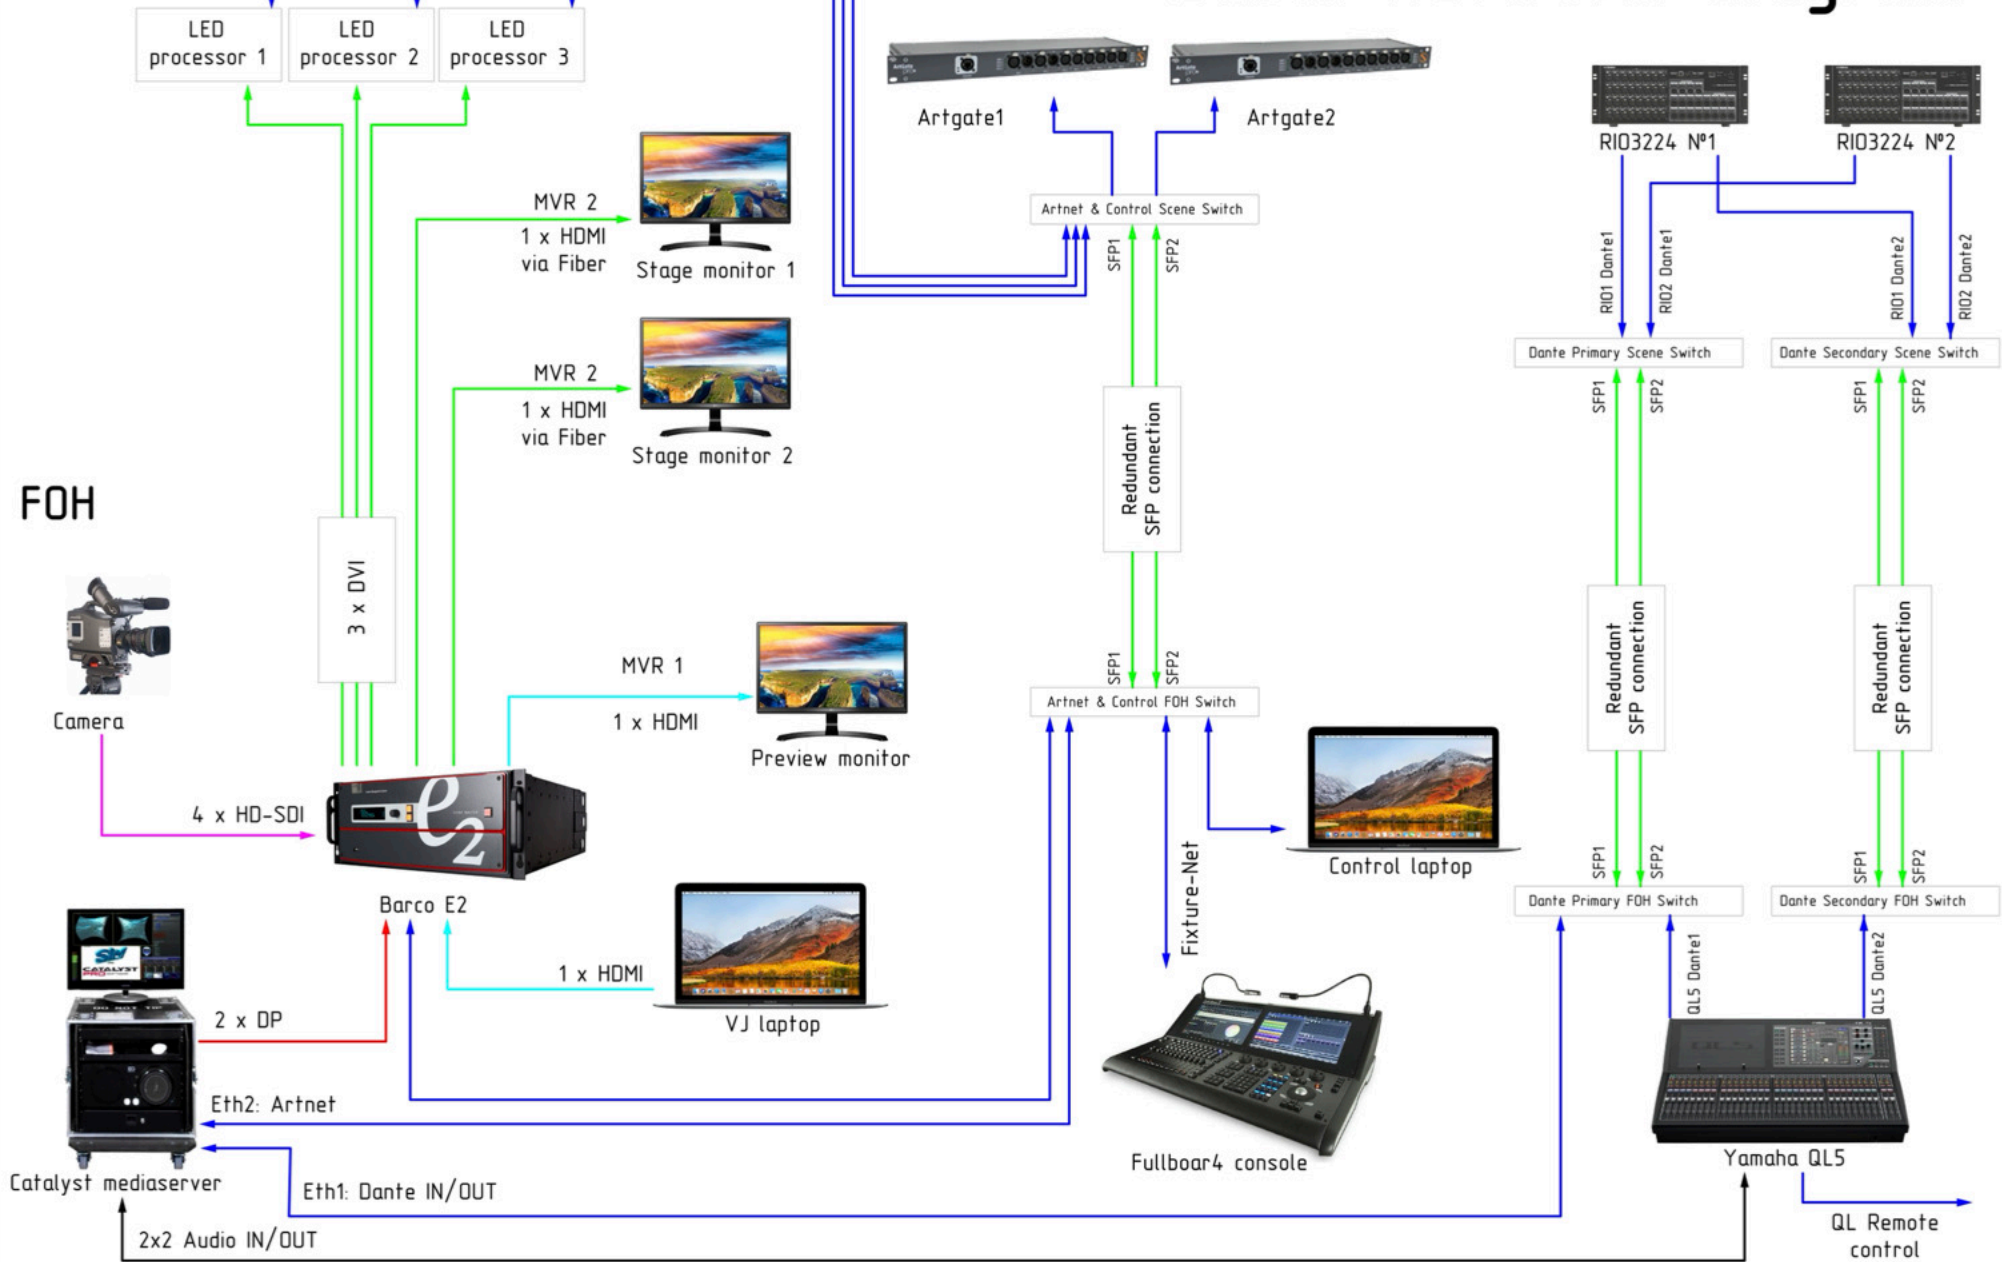 LED
processor 1
LED
processor 2
LED
processor 3
Artgate1
Artgate2
RIO3224 Nº1
RIO3224 Nº2
MVR 2
1 x HDMI
via Fiber
Stage monitor 1
Artnet & Control Scene Switch
SFP1
SFP2
RIO1 Dante1
RIO2 Dante1
RIO1 Dante2
RIO2 Dante2
Dante Primary Scene Switch
Dante Secondary Scene Switch
SFP1
SFP2
SFP1
SFP2
MVR 2
1 x HDMI
via Fiber
Stage monitor 2
Redundant
SFP connection
FOH
3 x DVI
Redundant
SFP connection
Redundant
SFP connection
Camera
MVR 1
1 x HDMI
Preview monitor
SFP1
SFP2
Artnet & Control FOH Switch
4 x HD-SDI
e2
Barco E2
Control laptop
Fixture-Net
SFP1
SFP2
SFP1
SFP2
Dante Primary FOH Switch
Dante Secondary FOH Switch
CATALYST
PRO
1 x HDMI
VJ laptop
2 x DP
QL5 Dante1
QL5 Dante2
QL5
Eth2: Artnet
Catalyst mediaserver
Eth1: Dante IN/OUT
Fullboar4 console
Yamaha QL5
2x2 Audio IN/OUT
QL Remote
control